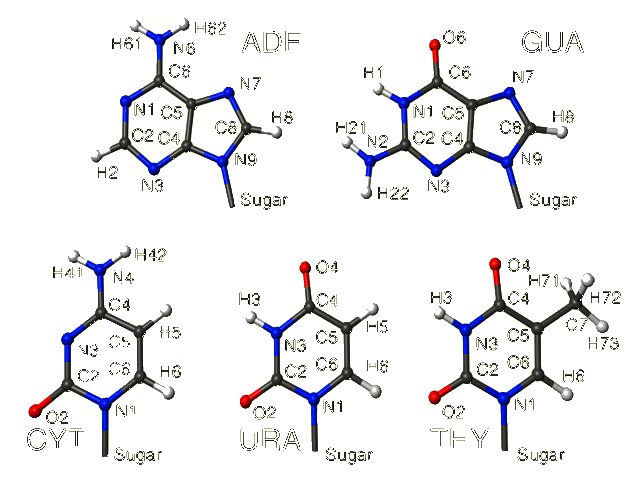 H61 H62
N6
ADE
C6
N1 C5 N7
C2 C4 C8 H8
H2 N3 N9
Sugar
O6
GUA
H1 C6
N1 C5 N7
H21 C2 C4 C8 H8
N2
N3 N9
H22
Sugar
H41 H42
N4
C4
N3 C5 H5
C2 C6 H6
O2 N1
CYT
Sugar
O4
H3 C4
N3 C5 H5
C2 C6 H6
O2 N1
URA
Sugar
O4
H71 H72
H3 C4 C7
N3 C5 H73
C2 C6
O2 N1 H6
THY
Sugar